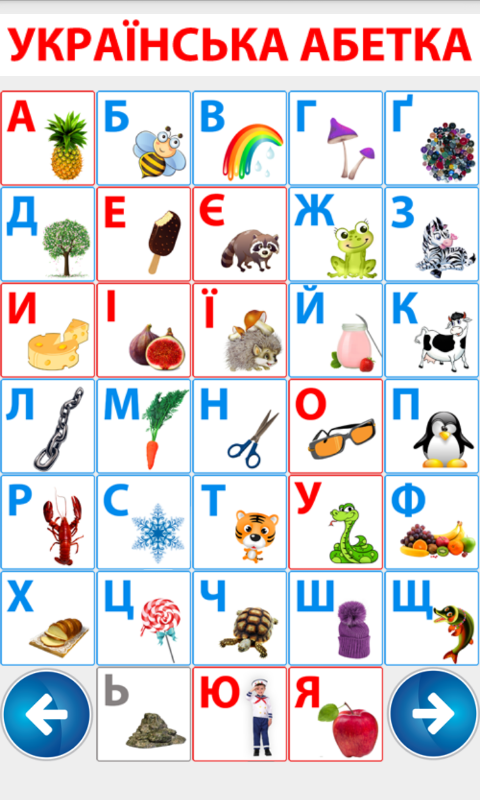 УКРАЇНСЬКА АБЕТКА
А Б В Г Ґ
Д Е Є Ж З
И І Ї Й К
Л М Н О П
Р С Т У Ф
Х Ц Ч Ш Щ
Ь Ю Я